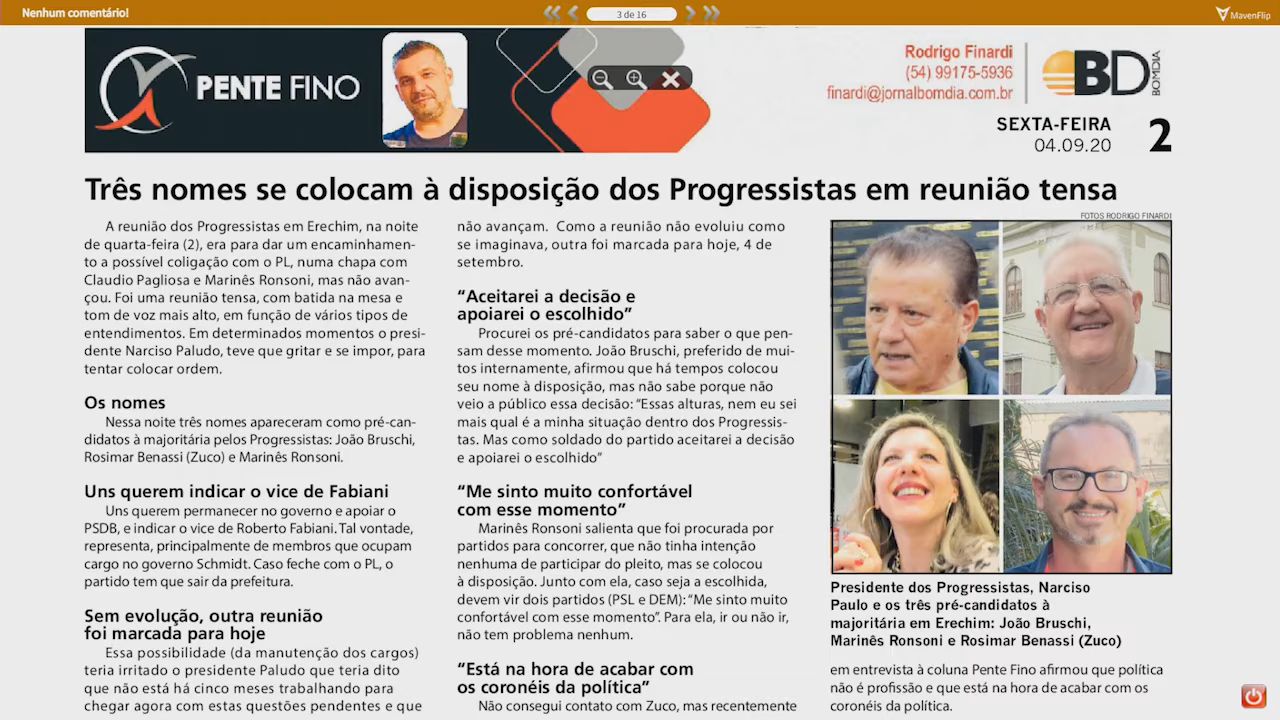 Nenhum comentário!
3 de 16
MavenFlip
PENTE FINO
Rodrigo Finardi
(54) 99175-5936
finardi@jornalbomdia.com.br
BD
BOMDIA
SEXTA-FEIRA
04.09.20
2
Três nomes se colocam à disposição dos Progressistas em reunião tensa
A reunião dos Progressistas em Erechim, na noite
de quarta-feira (2), era para dar um encaminhamen-
to a possível coligação com o PL, numa chapa com
Claudio Pagliosa e Marinês Ronsoni, mas não avan-
çou. Foi uma reunião tensa, com batida na mesa e
tom de voz mais alto, em função de vários tipos de
entendimentos. Em determinados momentos o presi-
dente Narciso Paludo, teve que gritar e se impor, para
tentar colocar ordem.
Os nomes
Nessa noite três nomes apareceram como pré-can-
didatos à majoritária pelos Progressistas: João Bruschi,
Rosimar Benassi (Zuco) e Marinês Ronsoni.
Uns querem indicar o vice de Fabiani
Uns querem permanecer no governo e apoiar o
PSDB, e indicar o vice de Roberto Fabiani. Tal vontade,
representa, principalmente de membros que ocupam
cargo no governo Schmidt. Caso feche com o PL, o
partido tem que sair da prefeitura.
Sem evolução, outra reunião
foi marcada para hoje
Essa possibilidade (da manutenção dos cargos)
teria irritado o presidente Paludo que teria dito
que não está há cinco meses trabalhando para
chegar agora com estas questões pendentes e que
não avançam. Como a reunião não evoluiu como
se imaginava, outra foi marcada para hoje, 4 de
setembro.
“Aceitarei a decisão e
apoiarei o escolhido”
Procurei os pré-candidatos para saber o que pen-
sam desse momento. João Bruschi, preferido de mui-
tos internamente, afirmou que há tempos colocou
seu nome à disposição, mas não sabe porque não
veio a público essa decisão: “Essas alturas, nem eu sei
mais qual é a minha situação dentro dos Progressis-
tas. Mas como soldado do partido aceitarei a decisão
e apoiarei o escolhido”
“Me sinto muito confortável
com esse momento”
Marinês Ronsoni salienta que foi procurada por
partidos para concorrer, que não tinha intenção
nenhuma de participar do pleito, mas se colocou
à disposição. Junto com ela, caso seja a escolhida,
devem vir dois partidos (PSL e DEM): “Me sinto muito
confortável com esse momento”. Para ela, ir ou não ir,
não tem problema nenhum.
“Está na hora de acabar com
os coronéis da política”
Não consegui contato com Zuco, mas recentemente
FOTOS RODRIGO FINARDI
Presidente dos Progressistas, Narciso
Paulo e os três pré-candidatos à
majoritária em Erechim: João Bruschi,
Marinês Ronsoni e Rosimar Benassi (Zuco)
em entrevista à coluna Pente Fino afirmou que política
não é profissão e que está na hora de acabar com os
coronéis da política.